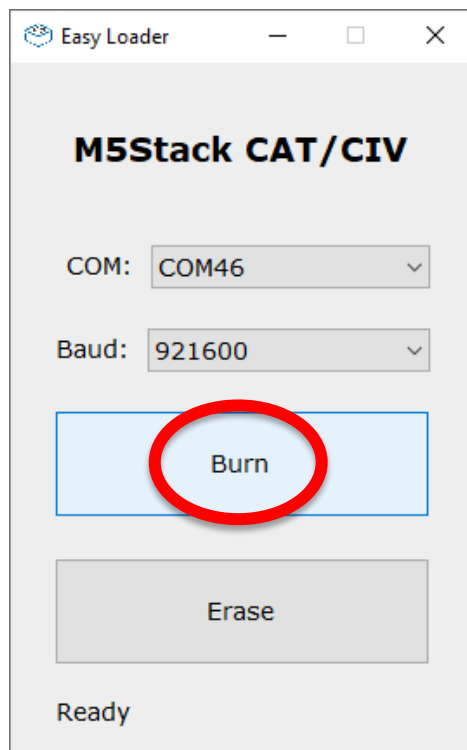 Easy Loader
M5Stack CAT/CIV
COM: COM46
Baud: 921600
Burn
Erase
Ready